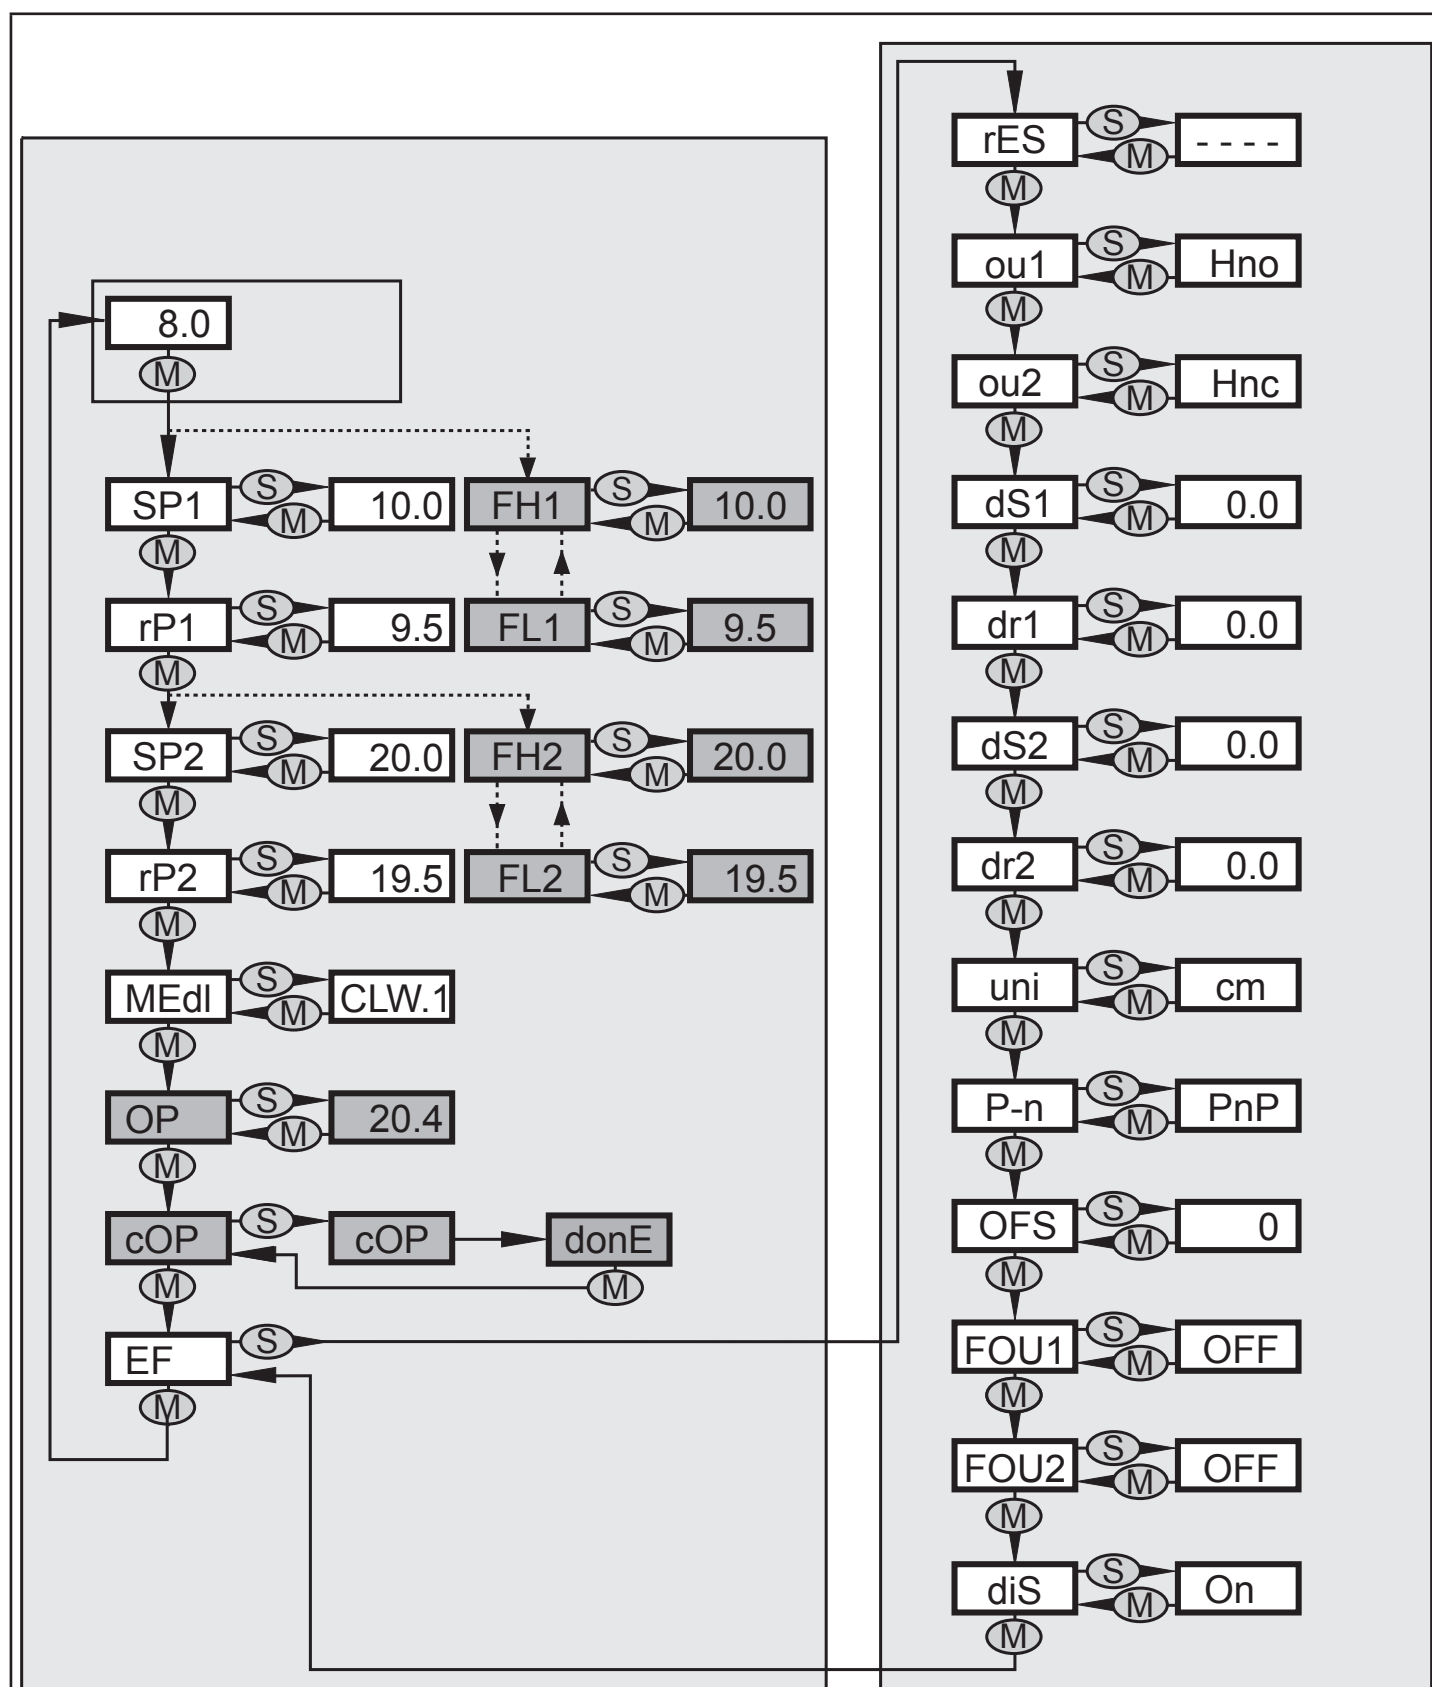 8.0
M
SP1 S M 10.0 FH1 S M 10.0
M
rP1 S M 9.5 FL1 S M 9.5
M
SP2 S M 20.0 FH2 S M 20.0
M
rP2 S M 19.5 FL2 S M 19.5
M
MEdI S M CLW.1
M
OP S M 20.4
M
cOP S cOP donE
M M
EF S
M
rES S M - - - -
M
ou1 S M Hno
M
ou2 S M Hnc
M
dS1 S M 0.0
M
dr1 S M 0.0
M
dS2 S M 0.0
M
dr2 S M 0.0
M
uni S M cm
M
P-n S M PnP
M
OFS S M 0
M
FOU1 S M OFF
M
FOU2 S M OFF
M
diS S M On
M